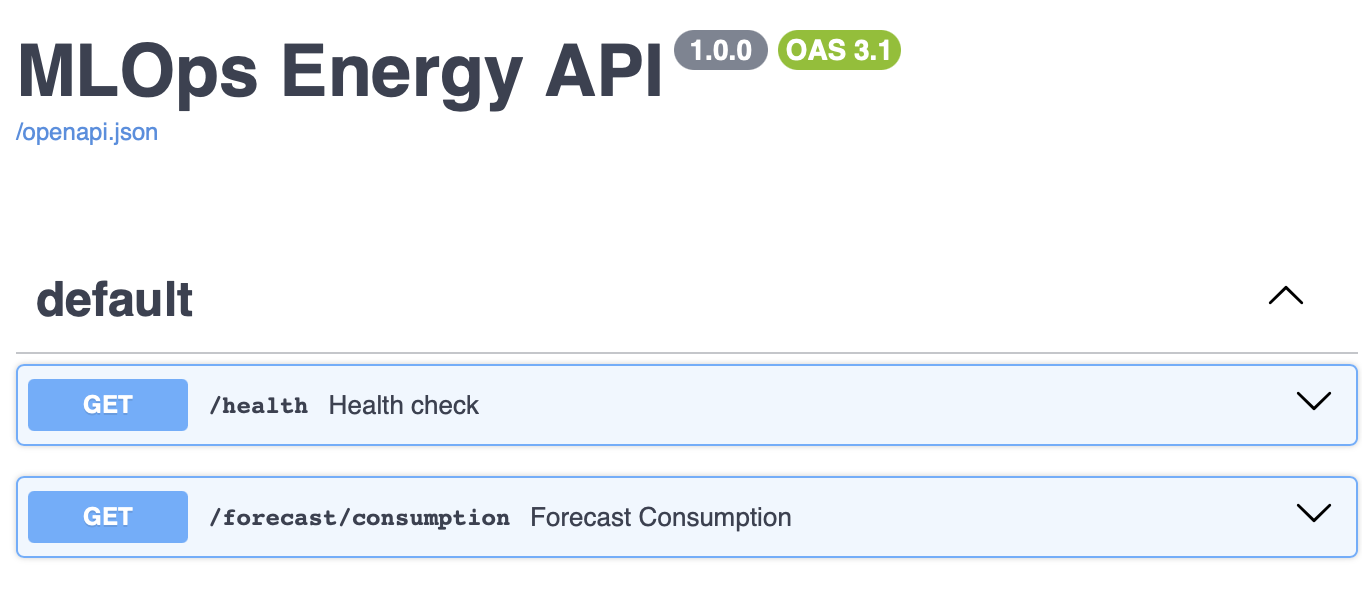 MLOps Energy API 1.0.0 OAS 3.1
/openapi.json
default
GET /health Health check
GET /forecast/consumption Forecast Consumption